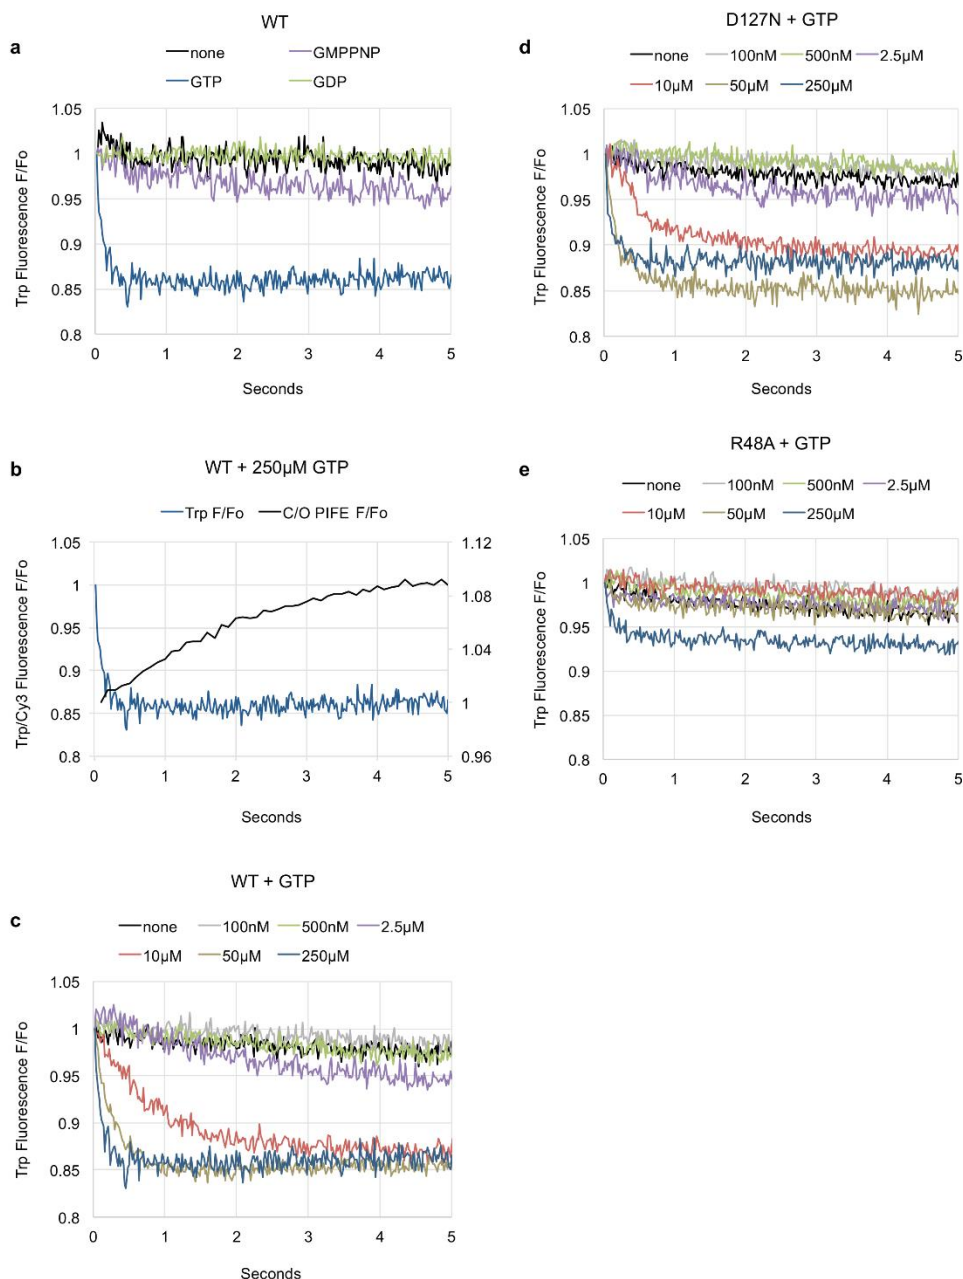 WT
a
none GMPPNP
GTP GDP
1.05
1
0.95
0.9
0.85
0.8
Trp Fluorescence F/Fo
0 1 2 3 4 5
Seconds
b
WT + 250µM GTP
Trp F/Fo C/O PIFE F/Fo
1.05
1
0.95
0.9
0.85
0.8
Trp/Cy3 Fluorescence F/Fo
1.12
1.08
1.04
1
0.96
0 1 2 3 4 5
Seconds
WT + GTP
c
none 100nM 500nM 2.5µM
10µM 50µM 250µM
1.05
1
0.95
0.9
0.85
0.8
Trp Fluorescence F/Fo
0 1 2 3 4 5
Seconds
D127N + GTP
d
none 100nM 500nM 2.5µM
10µM 50µM 250µM
1.05
1
0.95
0.9
0.85
0.8
Trp Fluorescence F/Fo
0 1 2 3 4 5
Seconds
R48A + GTP
e
none 100nM 500nM 2.5µM
10µM 50µM 250µM
1.05
1
0.95
0.9
0.85
0.8
Trp Fluorescence F/Fo
0 1 2 3 4 5
Seconds